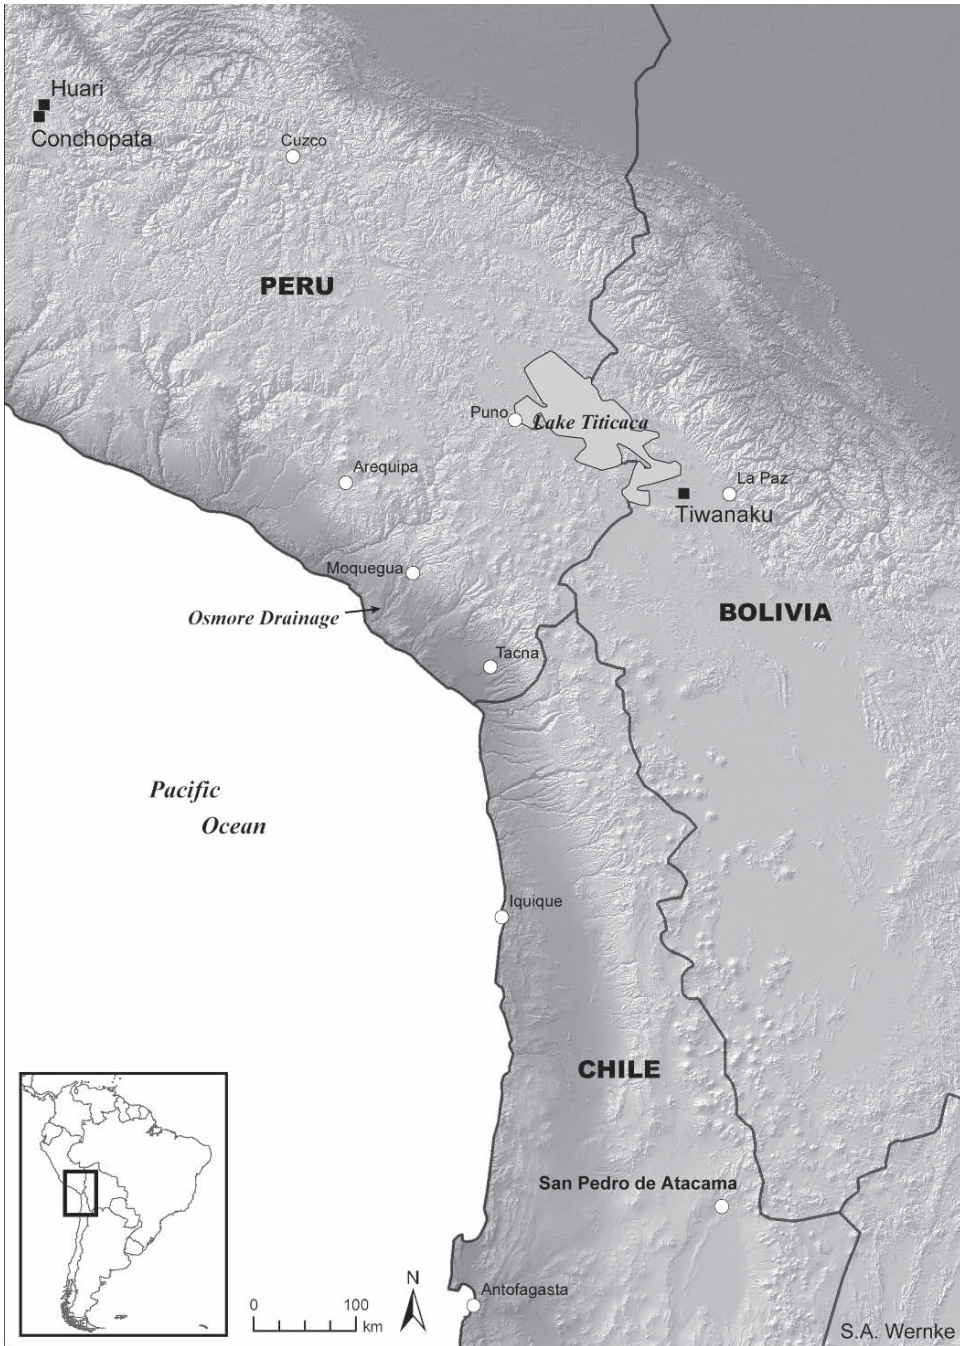 Huari
Conchopata
Cuzco
PERU
Puno
Lake Titicaca
Arequipa
La Paz
Tiwanaku
Moquegua
Osmore Drainage
BOLIVIA
Tacna
Pacific
Ocean
Iquique
CHILE
San Pedro de Atacama
Antofagasta
N
0 100
km
S.A. Wernke